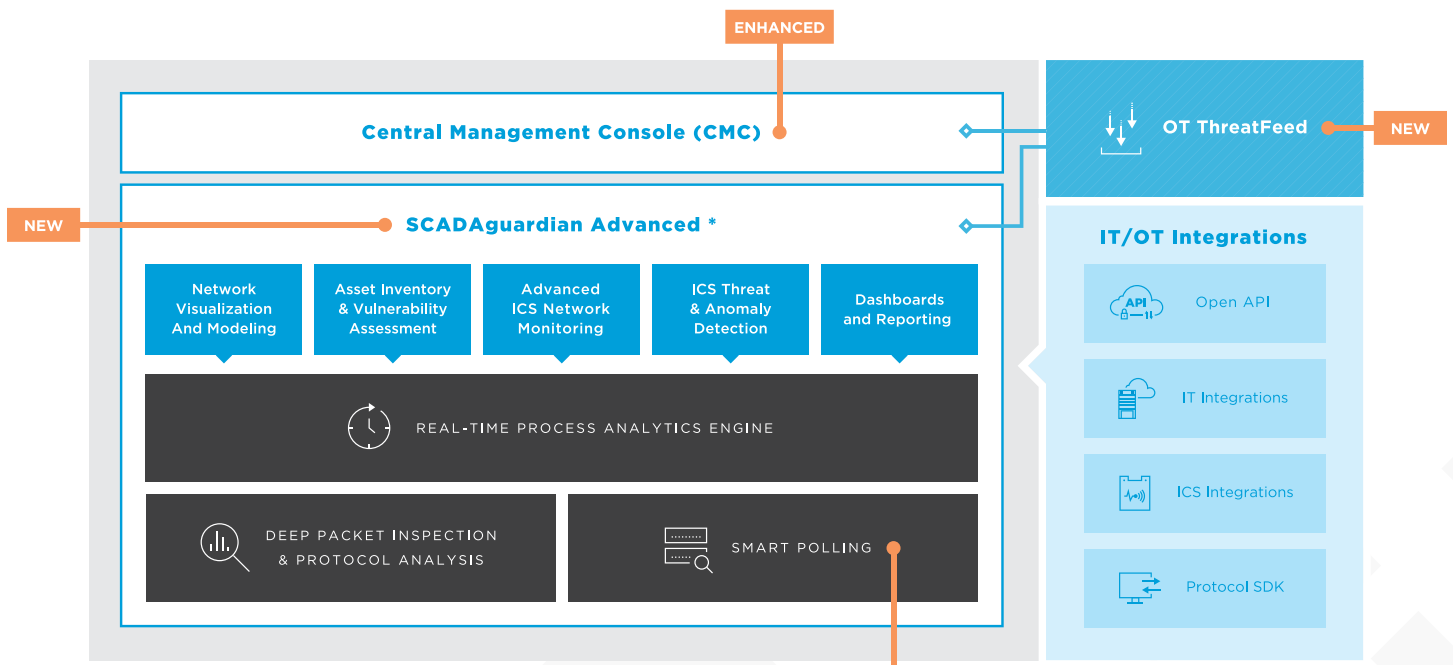 ENHANCED
Central Management Console (CMC)
OT ThreatFeed
NEW
NEW
SCADAguardian Advanced *
Network
Visualization
And Modeling
Asset Inventory
& Vulnerability
Assessment
Advanced
ICS Network
Monitoring
ICS Threat
& Anomaly
Detection
Dashboards
and Reporting
REAL-TIME PROCESS ANALYTICS ENGINE
DEEP PACKET INSPECTION
& PROTOCOL ANALYSIS
SMART POLLING
IT/OT Integrations
API
Open API
IT Integrations
ICS Integrations
Protocol SDK